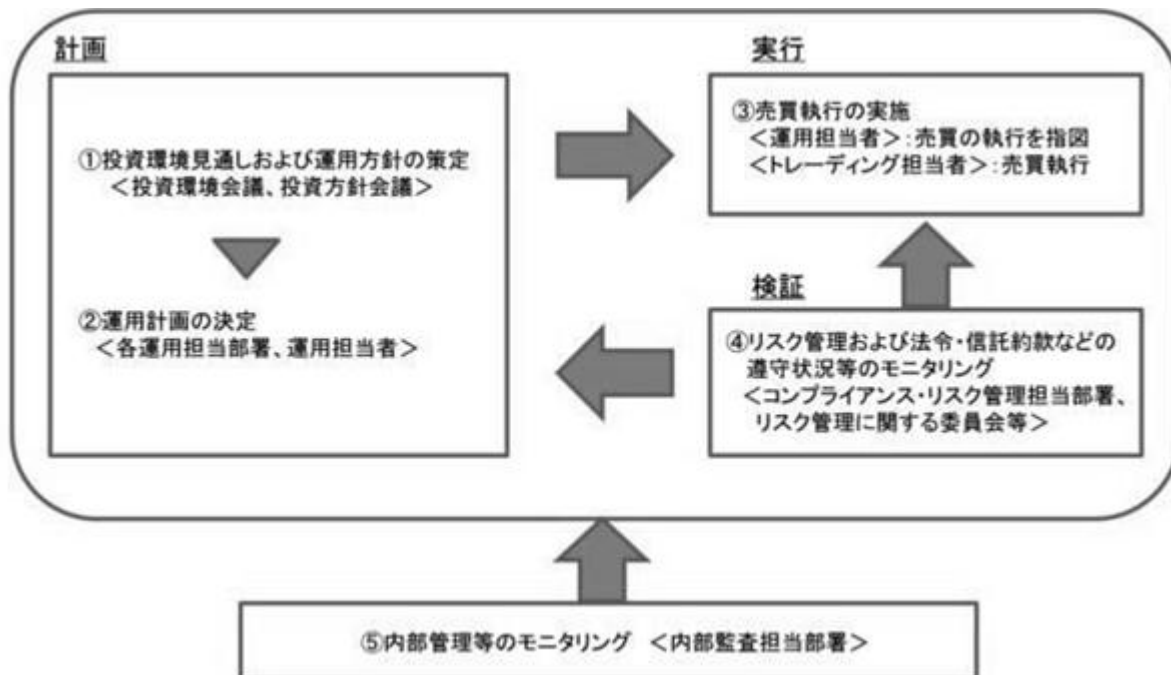 計画
①投資環境見通しおよび運用方針の策定
＜投資環境会議、投資方針会議＞
②運用計画の決定
＜各運用担当部署、運用担当者＞
実行
③売買執行の実施
＜運用担当者＞：売買の執行を指図
＜トレーディング担当者＞：売買執行
検証
④リスク管理および法令・信託約款などの
遵守状況等のモニタリング
＜コンプライアンス・リスク管理担当部署、
リスク管理に関する委員会等＞
⑤内部管理等のモニタリング ＜内部監査担当部署＞